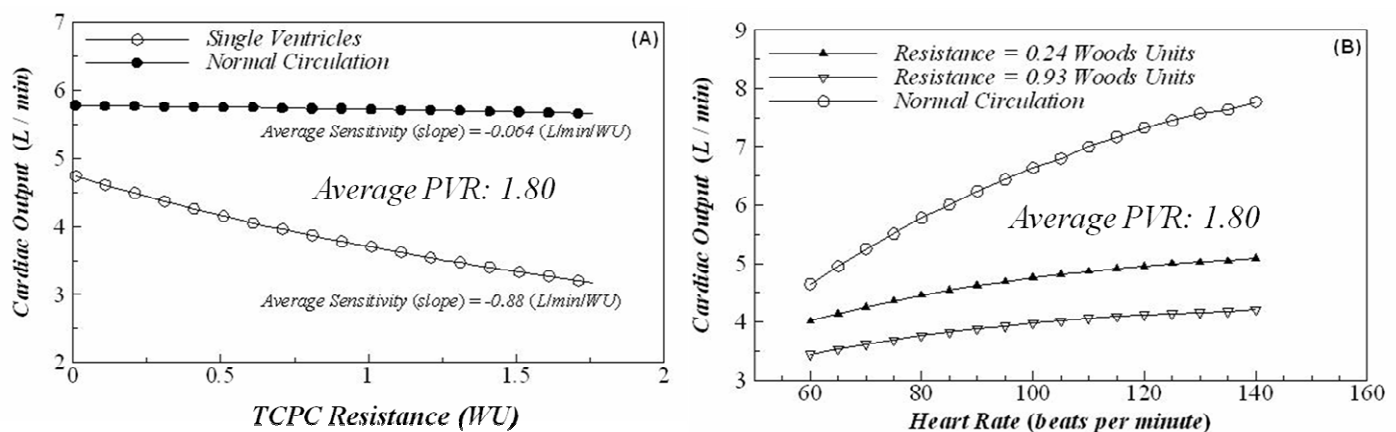 (A)
Single Ventricles
Normal Circulation
7
6
5
4
3
2
Cardiac Output (L / min)
Average Sensitivity (slope) = -0.064 (L/min/WU)
Average PVR: 1.80
Average Sensitivity (slope) = -0.88 (L/min/WU)
0 0.5 1 1.5 2
TCPC Resistance (WU)
(B)
Resistance = 0.24 Woods Units
Resistance = 0.93 Woods Units
Normal Circulation
9
8
7
6
5
4
3
Cardiac Output (L / min)
Average PVR: 1.80
60 80 100 120 140 160
Heart Rate (beats per minute)